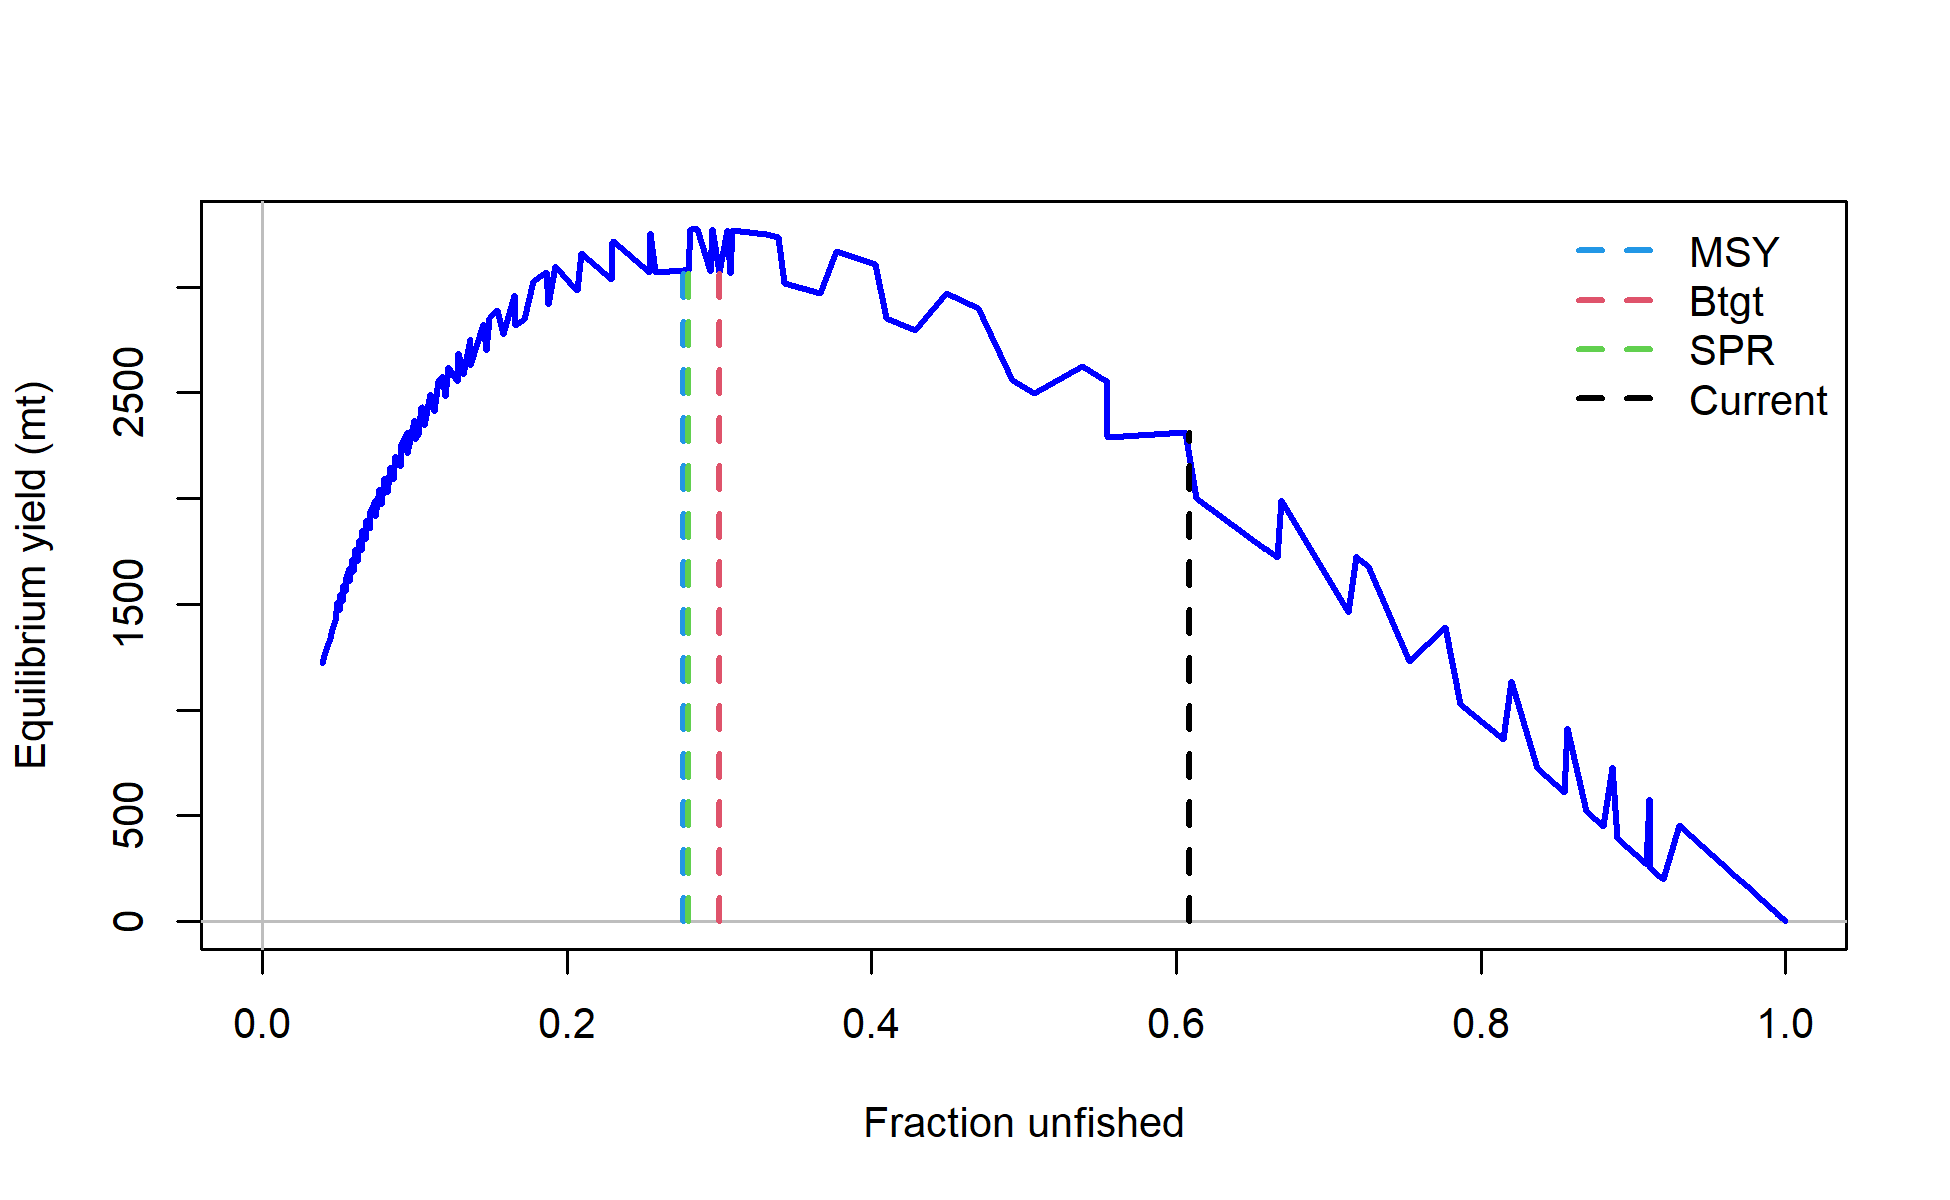 MSY
Btgt
SPR
Current
Equilibrium yield (mt)
2500
1500
500
0
0.0 0.2 0.4 0.6 0.8 1.0
Fraction unfished